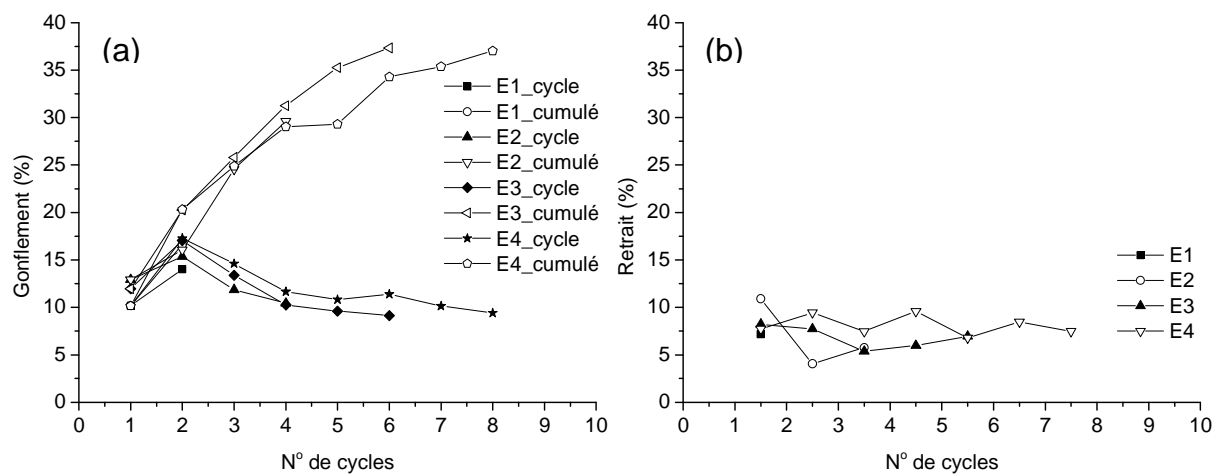 (a)
40
35
30
25
20
15
10
5
0
Gonflement (%)
0 1 2 3 4 5 6 7 8 9 10
N° de cycles
E1_cycle
E1_cumulé
E2_cycle
E2_cumulé
E3_cycle
E3_cumulé
E4_cycle
E4_cumulé
(b)
40
35
30
25
20
15
10
5
0
Retrait (%)
0 1 2 3 4 5 6 7 8 9 10
N° de cycles
E1
E2
E3
E4